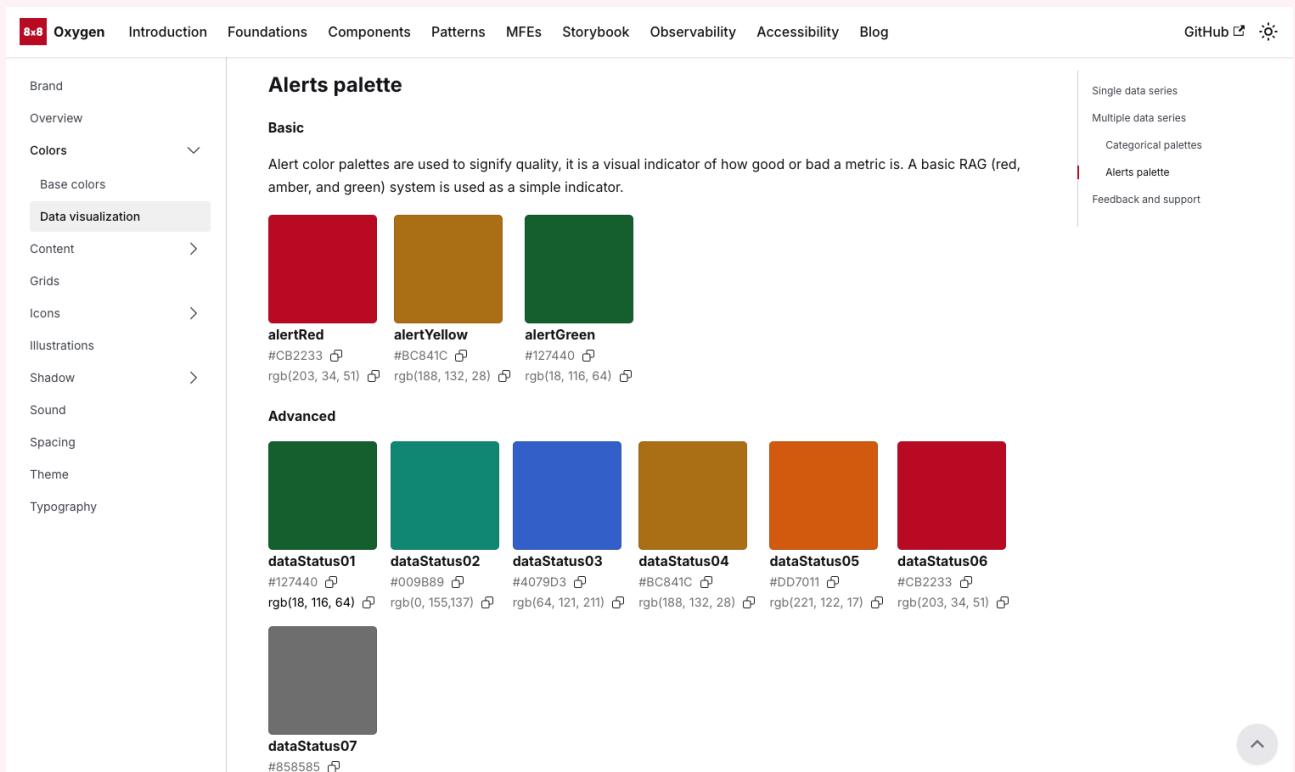 8x8 Oxygen Introduction Foundations Components Patterns MFEs Storybook Observability Accessibility Blog GitHub
Brand
Overview
Colors
Base colors
Data visualization
Content
Grids
Icons
Illustrations
Shadow
Sound
Spacing
Theme
Typography
Alerts palette
Basic
Alert color palettes are used to signify quality, it is a visual indicator of how good or bad a metric is. A basic RAG (red,
amber, and green) system is used as a simple indicator.
alertRed alertYellow alertGreen
#CB2233 #BC841C #127440
rgb(203, 34, 51) rgb(188, 132, 28) rgb(18, 116, 64)
Advanced
dataStatus01 dataStatus02 dataStatus03 dataStatus04 dataStatus05 dataStatus06
#127440 #009B89 #4079D3 #BC841C #DD7011 #CB2233
rgb(18, 116, 64) rgb(0, 155,137) rgb(64, 121, 211) rgb(188, 132, 28) rgb(221, 122, 17) rgb(203, 34, 51)
dataStatus07
#858585
Single data series
Multiple data series
Categorical palettes
Alerts palette
Feedback and support